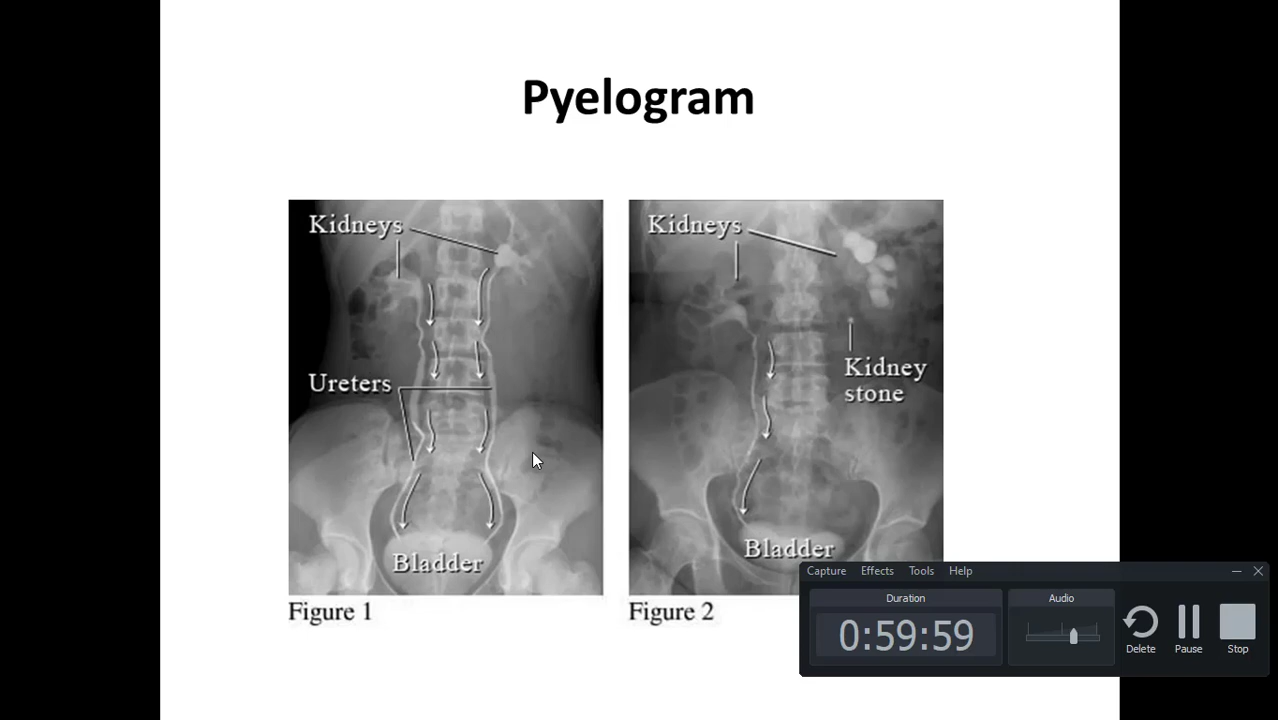 Pyelogram
Kidneys
Ureters
Bladder
Figure 1
Kidneys
Kidney
stone
Bladder
Figure 2
Capture Effects Tools Help
Duration
0:59:59
Audio
Delete
Pause
Stop